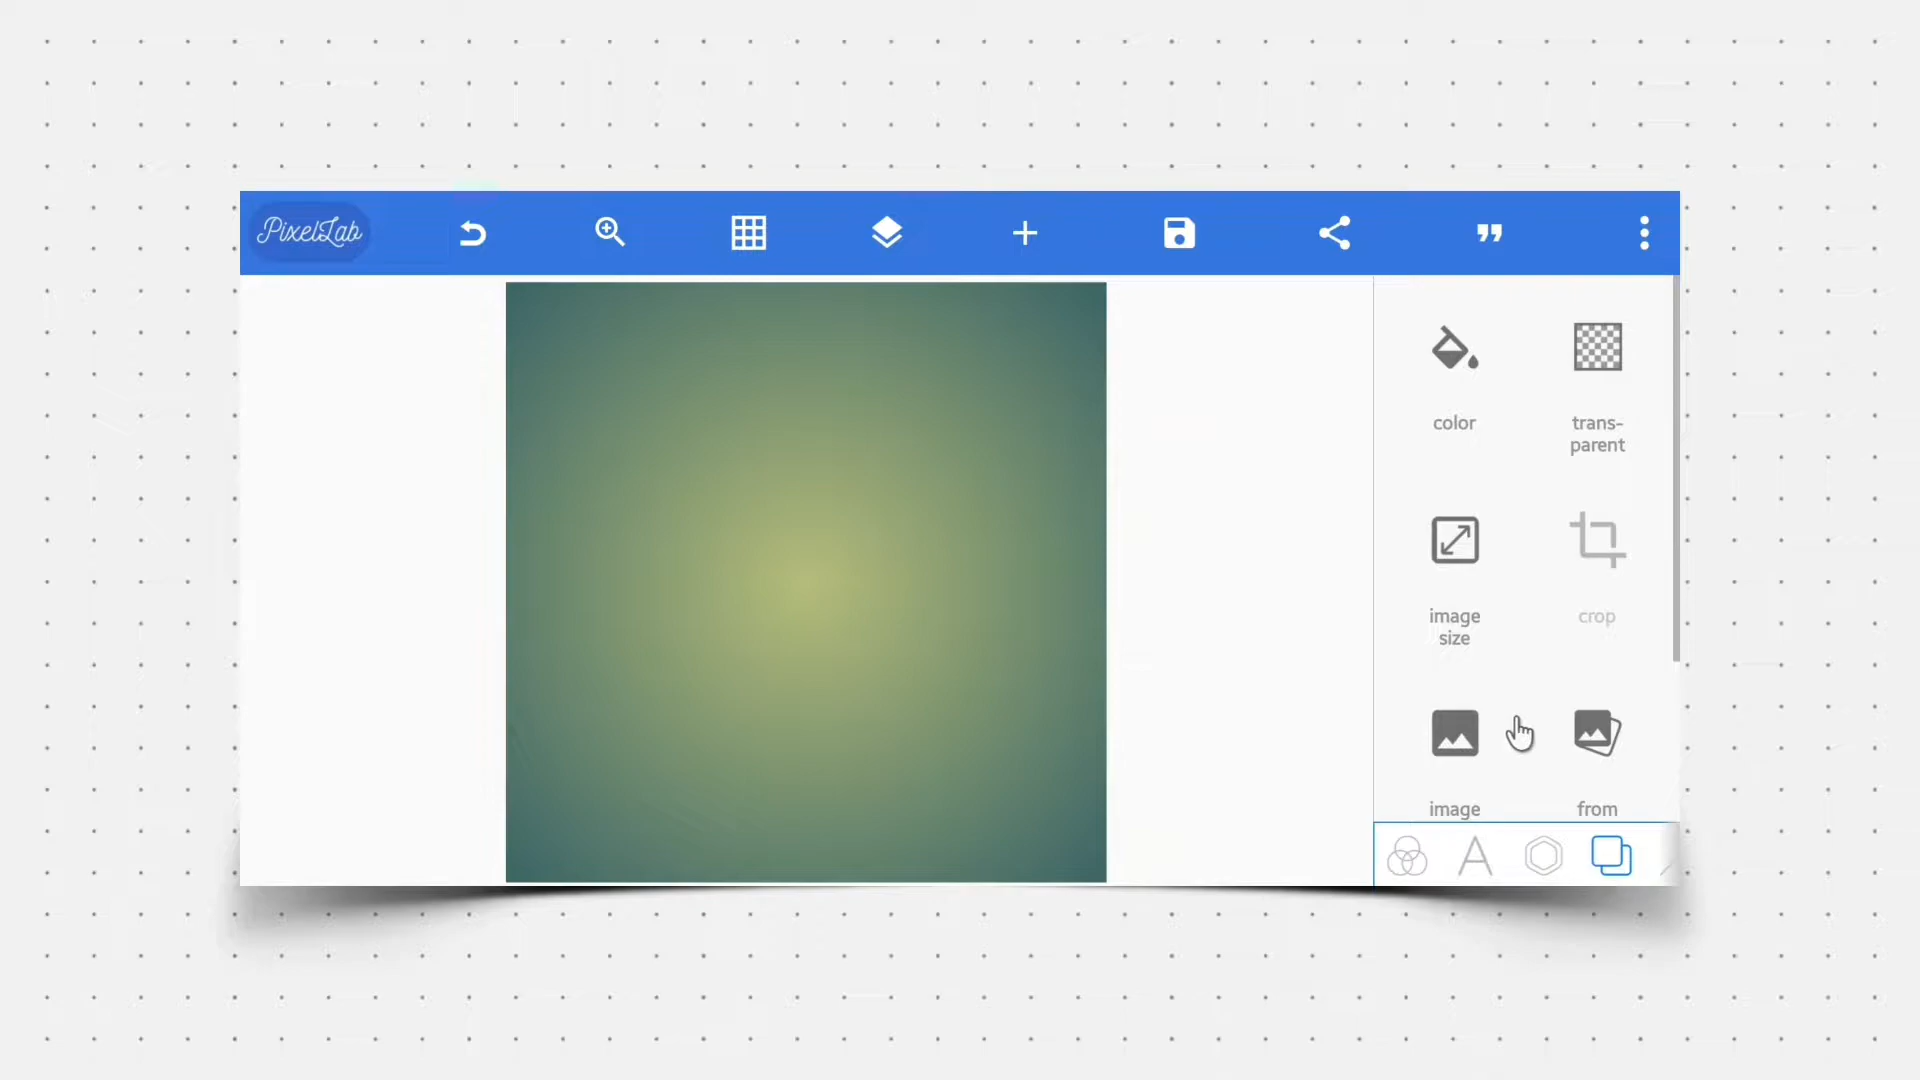 PixelLab
color
trans-
parent
image
size
crop
image
from